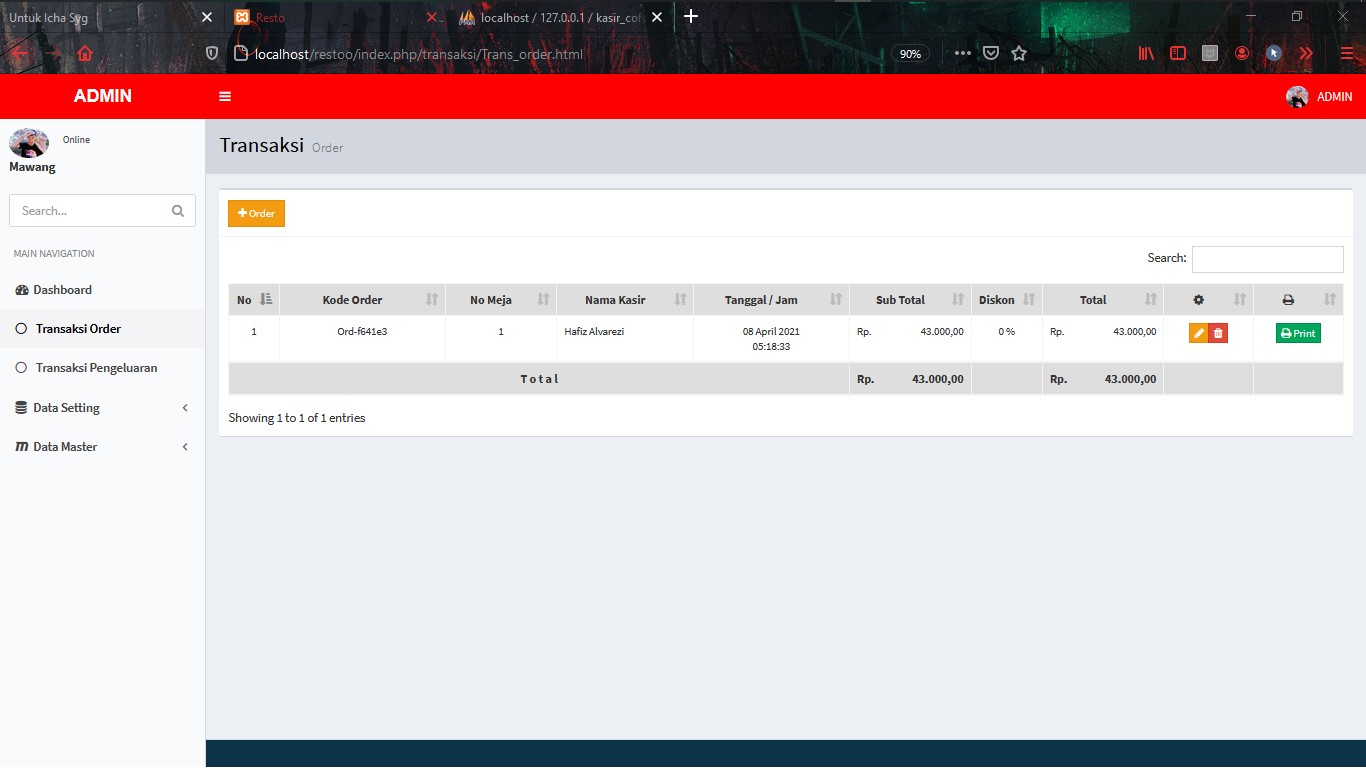 Untuk Icha Syg
Resto
localhost / 127.0.0.1 / kasir_cof
localhost/restoo/index.php/transaksi/Trans_order.html
90%
ADMIN
ADMIN
Online
Mawang
Search...
MAIN NAVIGATION
Dashboard
Transaksi Order
Transaksi Pengeluaran
Data Setting
Data Master
Transaksi Order
Order
Search:
No Kode Order No Meja Nama Kasir Tanggal / Jam Sub Total Diskon Total
1 Ord-f641e3 1 Hafiz Alvarezi 08 April 2021 Rp. 43.000,00 0 % Rp. 43.000,00 Print
05:18:33
T o t a l Rp. 43.000,00 Rp. 43.000,00
Showing 1 to 1 of 1 entries